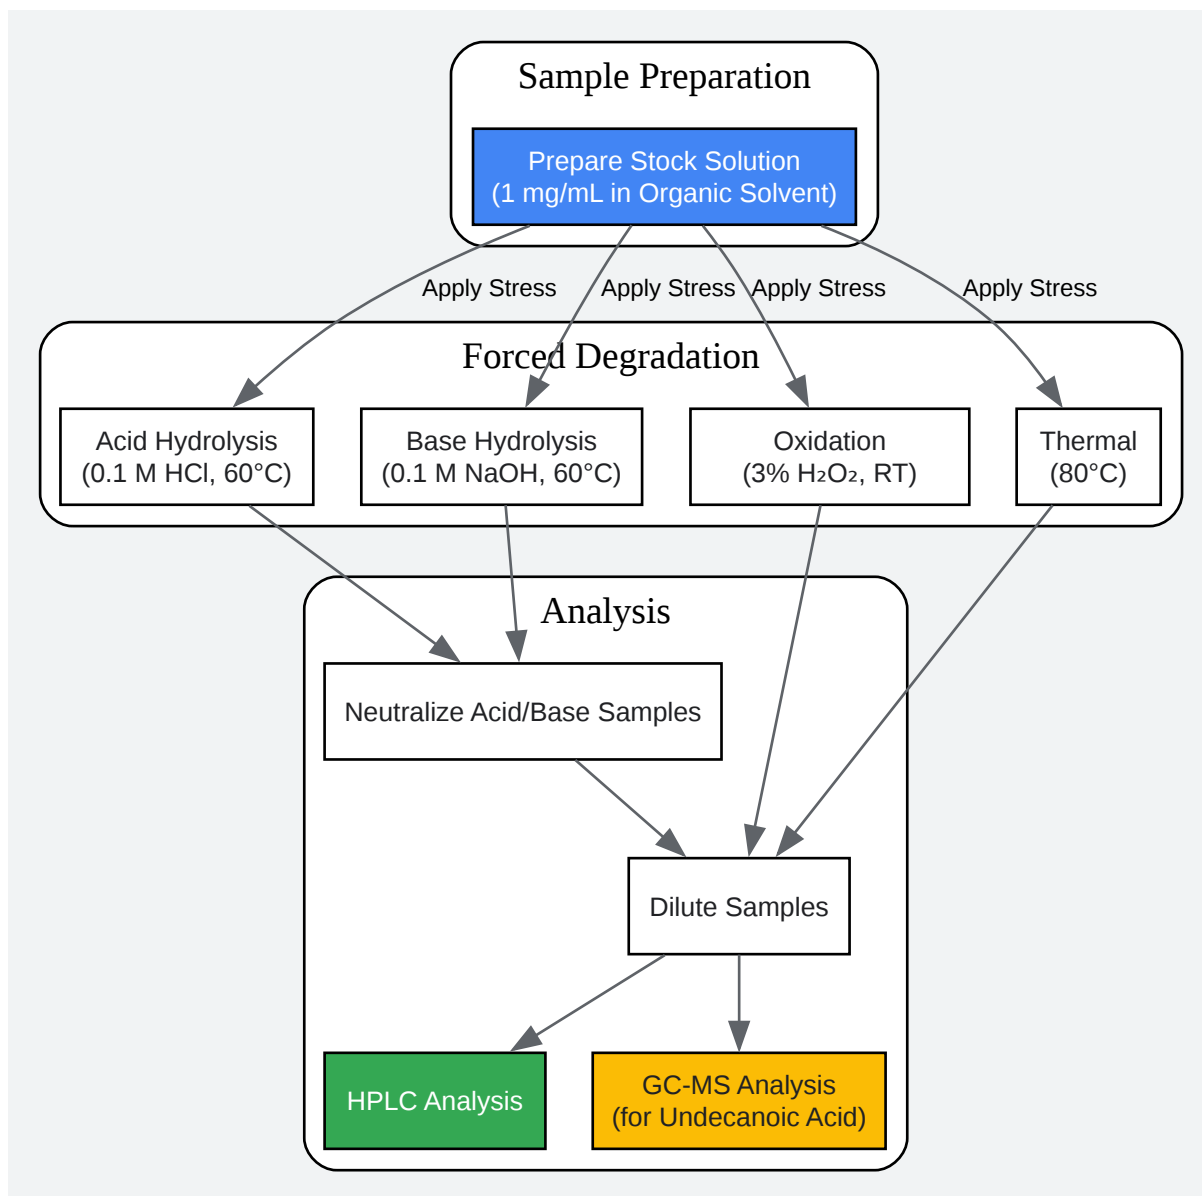 Sample Preparation
Prepare Stock Solution
(1 mg/mL in Organic Solvent)
Apply Stress
Apply Stress
Apply Stress
Apply Stress
Forced Degradation
Acid Hydrolysis
(0.1 M HCl, 60°C)
Base Hydrolysis
(0.1 M NaOH, 60°C)
Oxidation
(3% H₂O₂, RT)
Thermal
(80°C)
Analysis
Neutralize Acid/Base Samples
Dilute Samples
HPLC Analysis
GC-MS Analysis
(for Undecanoic Acid)